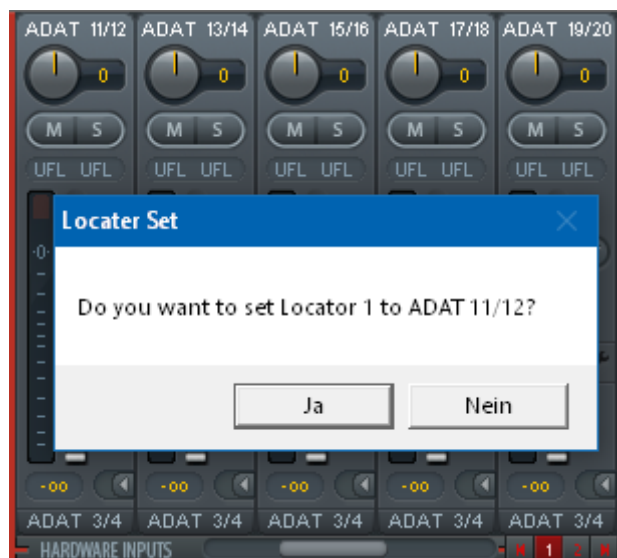 ADAT 11/12 ADAT 13/14 ADAT 15/16 ADAT 17/18 ADAT 19/20
0 0 0 0 0
M S M S M S M S M S
UFL UFL UFL UFL UFL UFL UFL UFL UFL UFL
Locater Set
-0-
Do you want to set Locator 1 to ADAT 11/12?
Ja Nein
-oo -oo -oo -oo -oo
ADAT 3/4 ADAT 3/4 ADAT 3/4 ADAT 3/4 ADAT 3/4
HARDWARE INPUTS 1 2